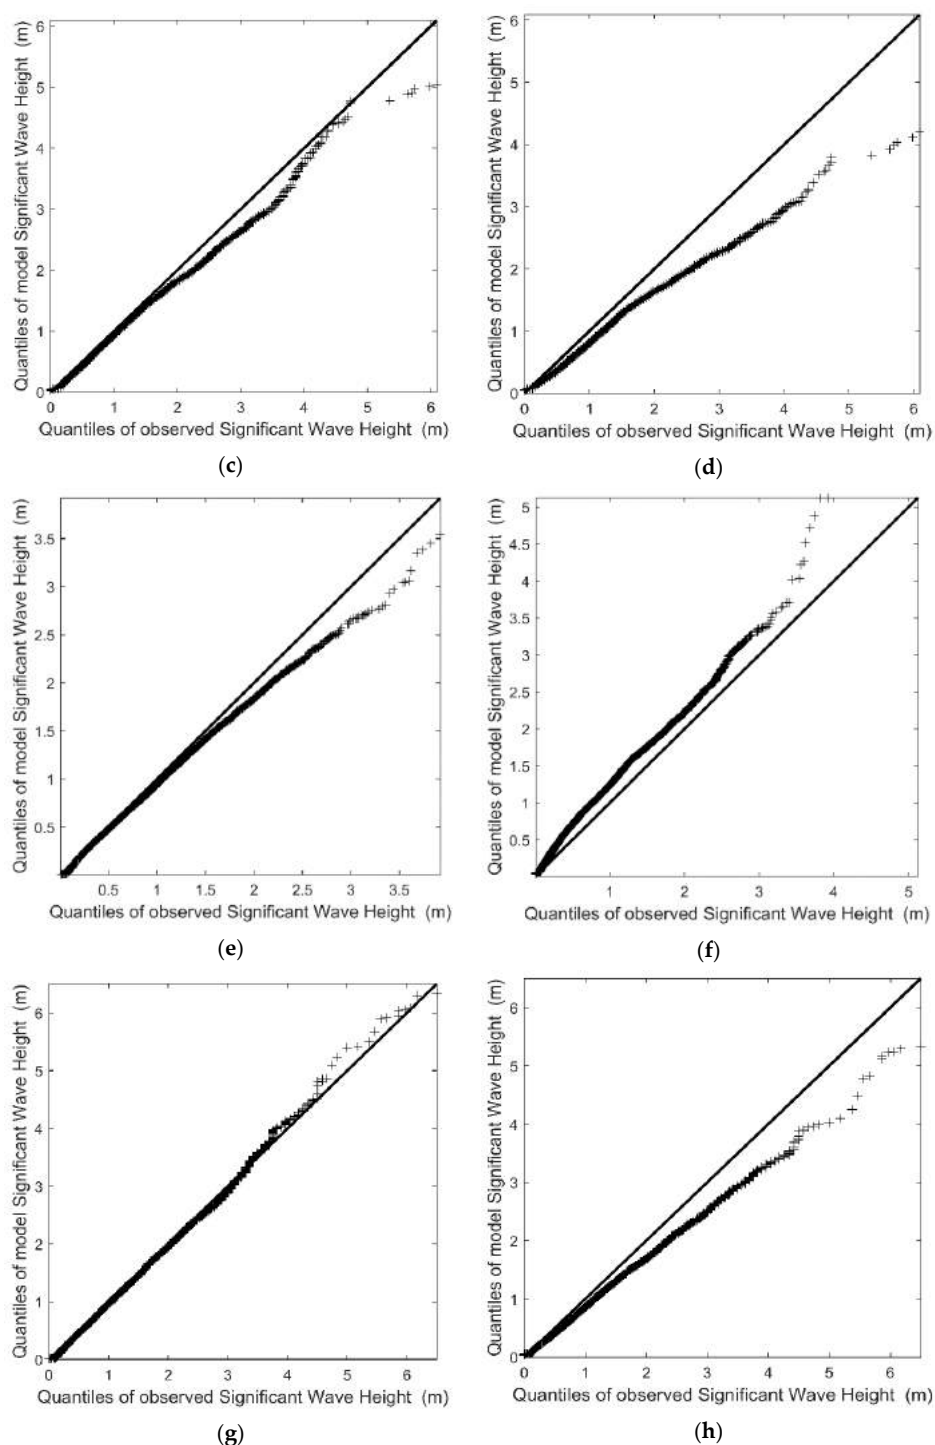 Quantiles of model Significant Wave Height (m)
6
5
4
3
2
1
0
0 1 2 3 4 5 6
Quantiles of observed Significant Wave Height (m)
(c)
Quantiles of model Significant Wave Height (m)
6
5
4
3
2
1
0
0 1 2 3 4 5 6
Quantiles of observed Significant Wave Height (m)
(d)
Quantiles of model Significant Wave Height (m)
3.5
3
2.5
2
1.5
1
0.5
0.5 1 1.5 2 2.5 3 3.5
Quantiles of observed Significant Wave Height (m)
(e)
Quantiles of model Significant Wave Height (m)
5
4.5
4
3.5
3
2.5
2
1.5
1
0.5
1 2 3 4 5
Quantiles of observed Significant Wave Height (m)
(f)
Quantiles of model Significant Wave Height (m)
6
5
4
3
2
1
0
0 1 2 3 4 5 6
Quantiles of observed Significant Wave Height (m)
(g)
Quantiles of model Significant Wave Height (m)
6
5
4
3
2
1
0
0 1 2 3 4 5 6
Quantiles of observed Significant Wave Height (m)
(h)